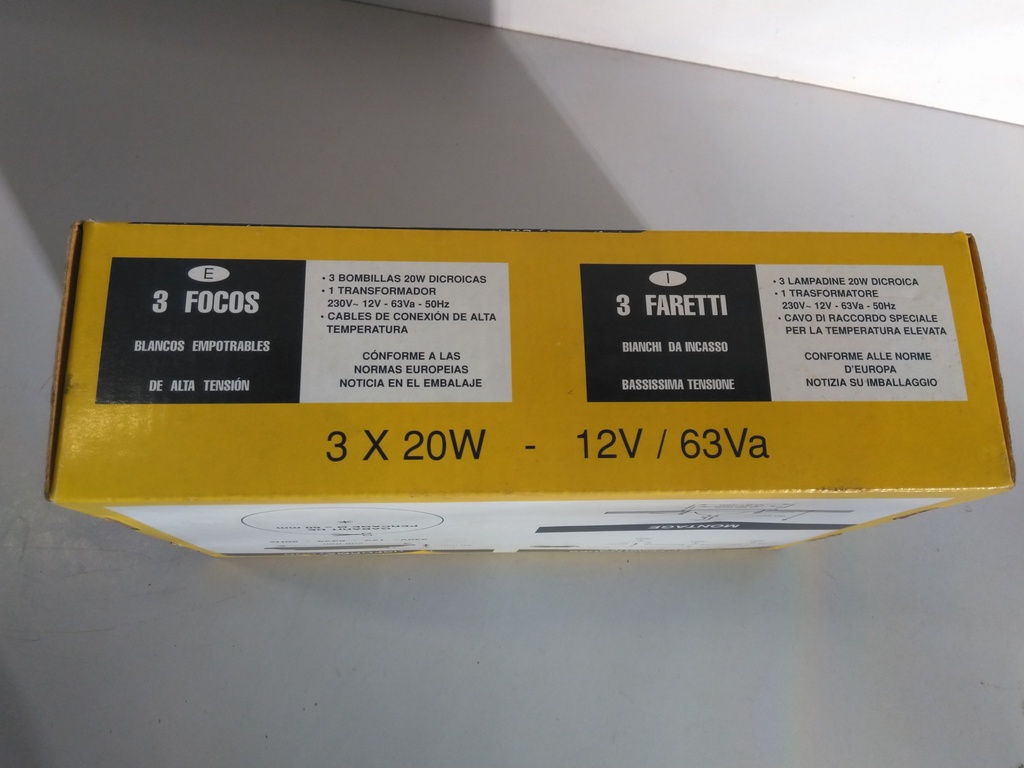 E
3 FOCOS
BLANCOS EMPOTRABLES
DE ALTA TENSIÓN
• 3 BOMBILLAS 20W DICROICAS
• 1 TRANSFORMADOR
230V~ 12V - 63Va - 50Hz
• CABLES DE CONEXIÓN DE ALTA
TEMPERATURA
CÓNFORME A LAS
NORMAS EUROPEIAS
NOTICIA EN EL EMBALAJE
I
3 FARETTI
BIANCHI DA INCASSO
BASSISSIMA TENSIONE
• 3 LAMPADINE 20W DICROICA
• 1 TRASFORMATORE
230V~ 12V - 63Va - 50Hz
• CAVO DI RACCORDO SPECIALE
PER LA TEMPERATURA ELEVATA
CONFORME ALLE NORME
D'EUROPA
NOTIZIA SU IMBALLAGGIO
3 X 20W - 12V / 63Va
MONTAGE